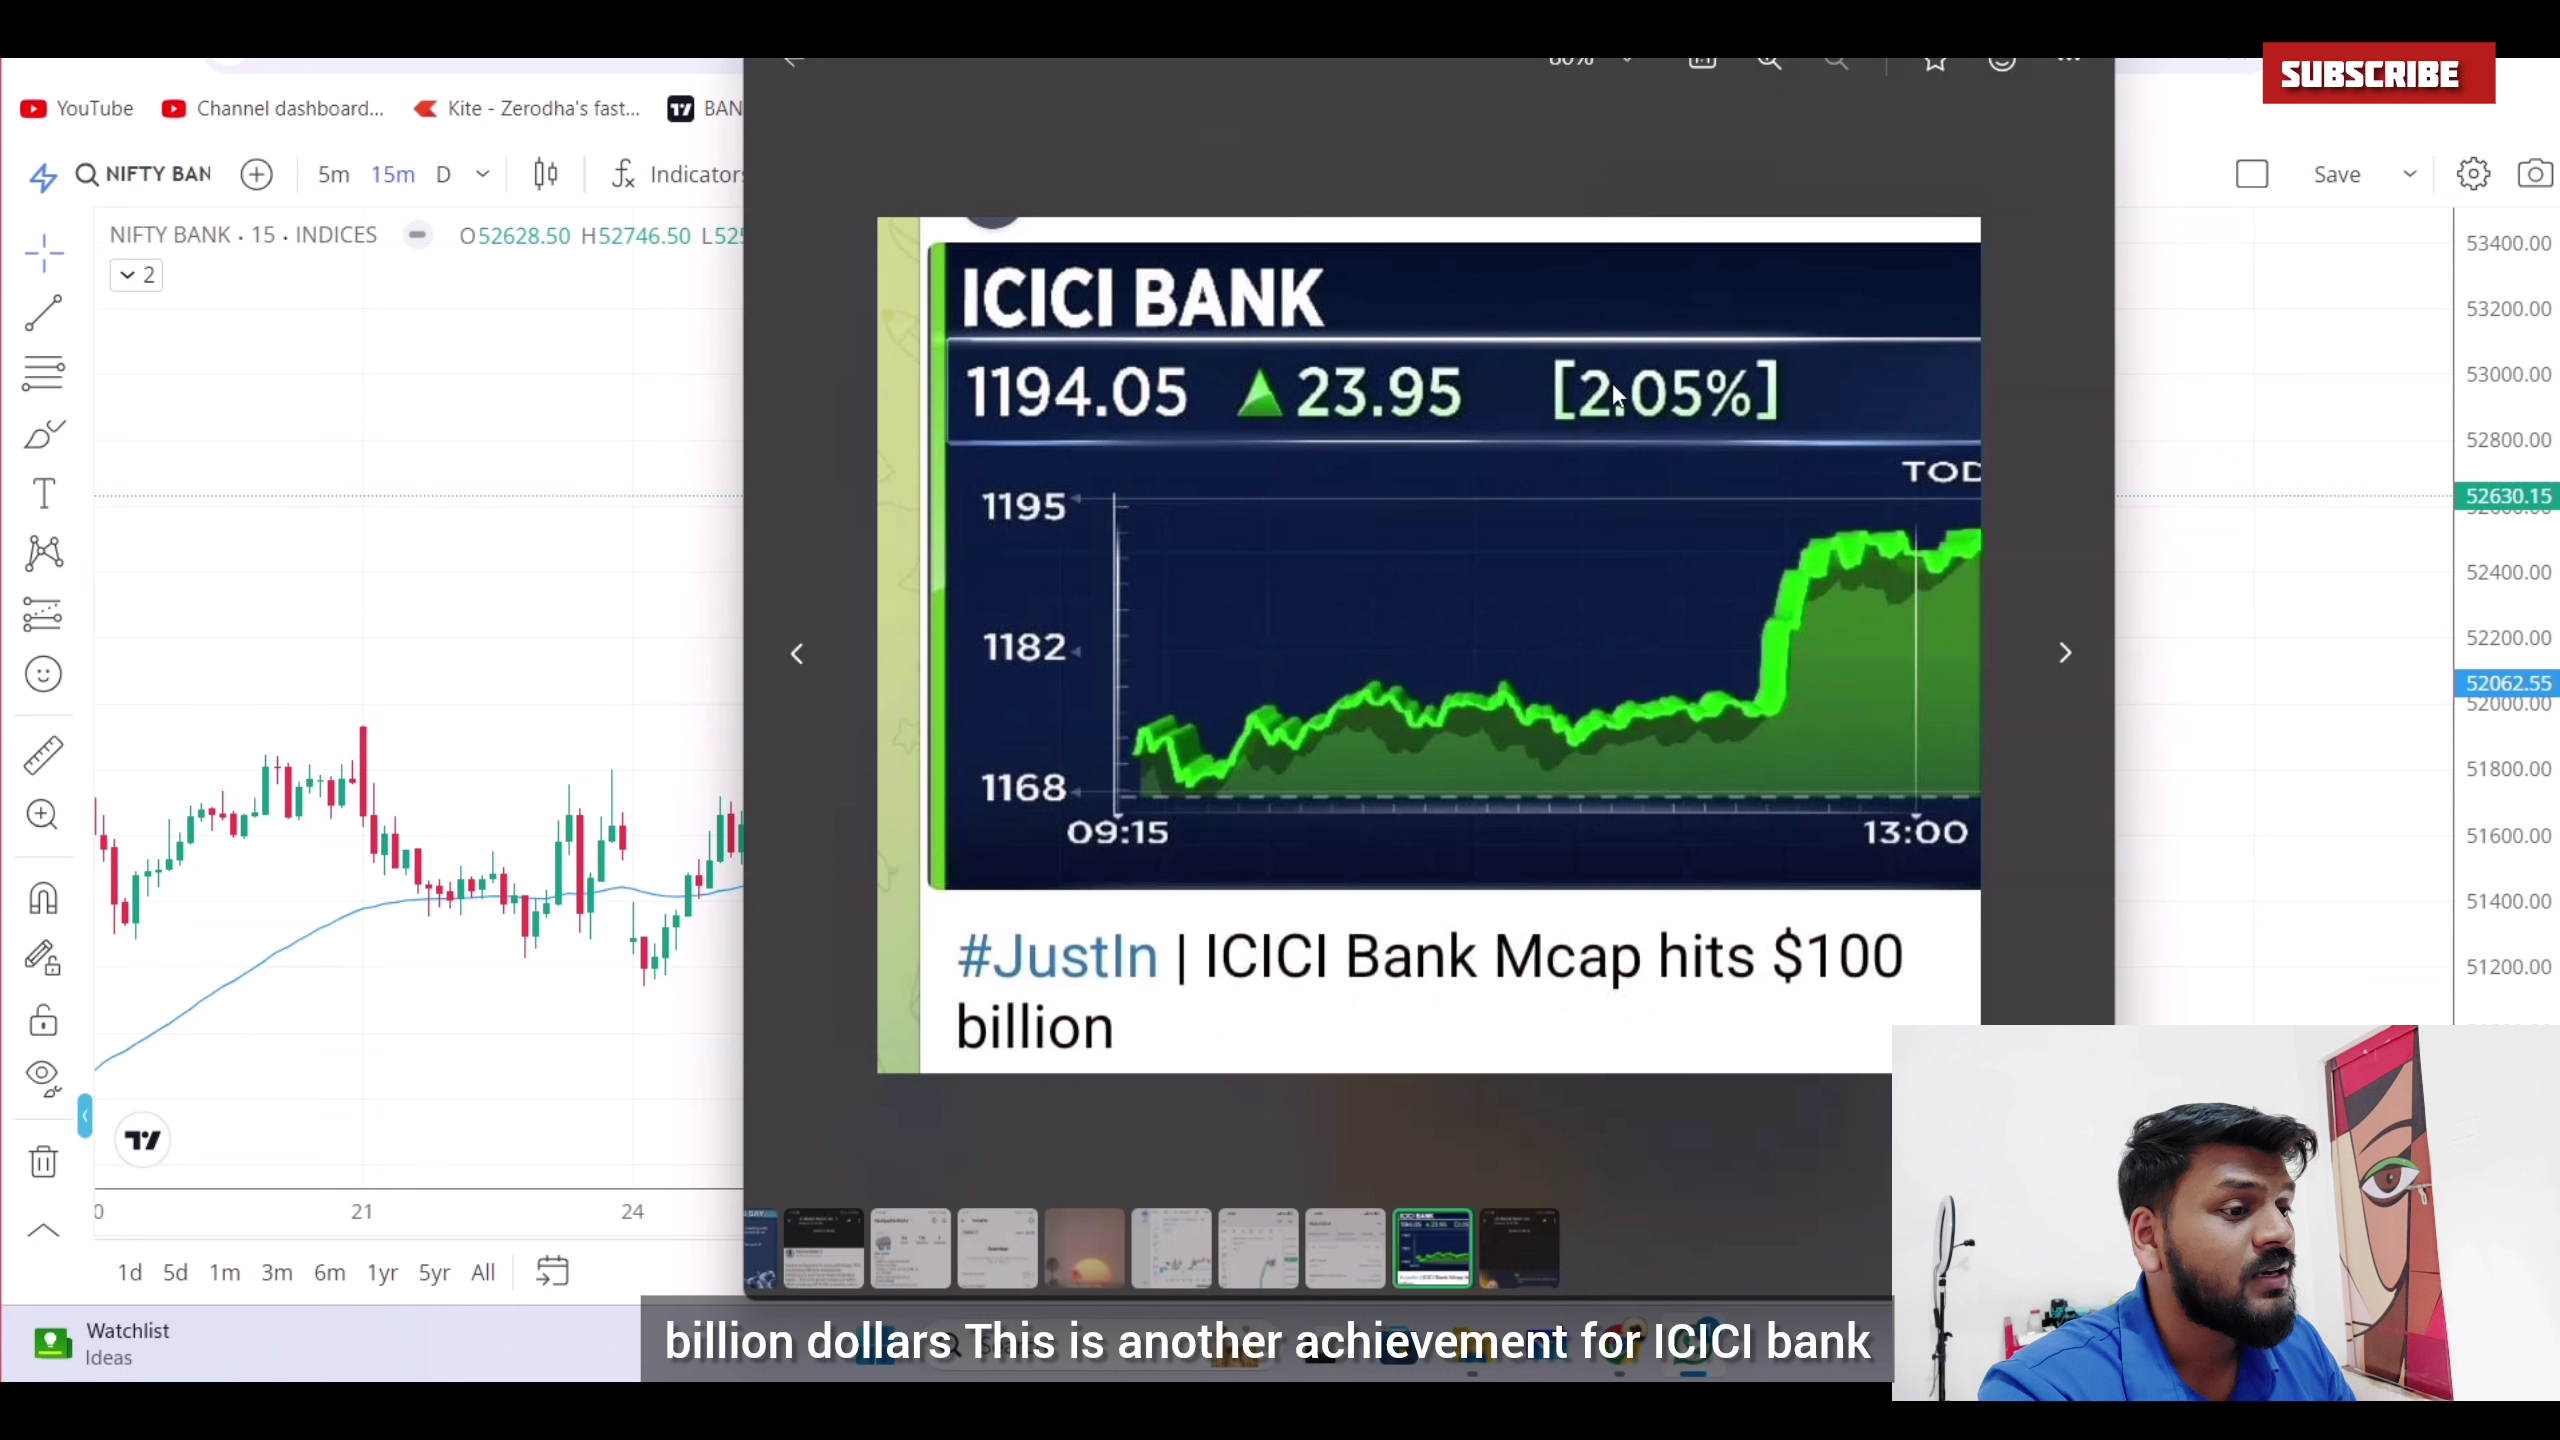 SUBSCRIBE
YouTube
Channel dashboard...
Kite - Zerodha's fast...
BAN
NIFTY BAN
5m
15m
D
Indicator
Save
NIFTY BANK · 15 · INDICES
O52628.50 H52746.50 L525
2
ICICI BANK
1194.05 ▲ 23.95 [2.05%]
TOD
1195
1182
1168
09:15
13:00
#JustIn | ICICI Bank Mcap hits $100
billion
53400.00
53200.00
53000.00
52800.00
52630.15
52400.00
52200.00
52062.55
52000.00
51800.00
51600.00
51400.00
51200.00
0
21
24
1d 5d 1m 3m 6m 1yr 5yr All
Watchlist
Ideas
billion dollars This is another achievement for ICICI bank